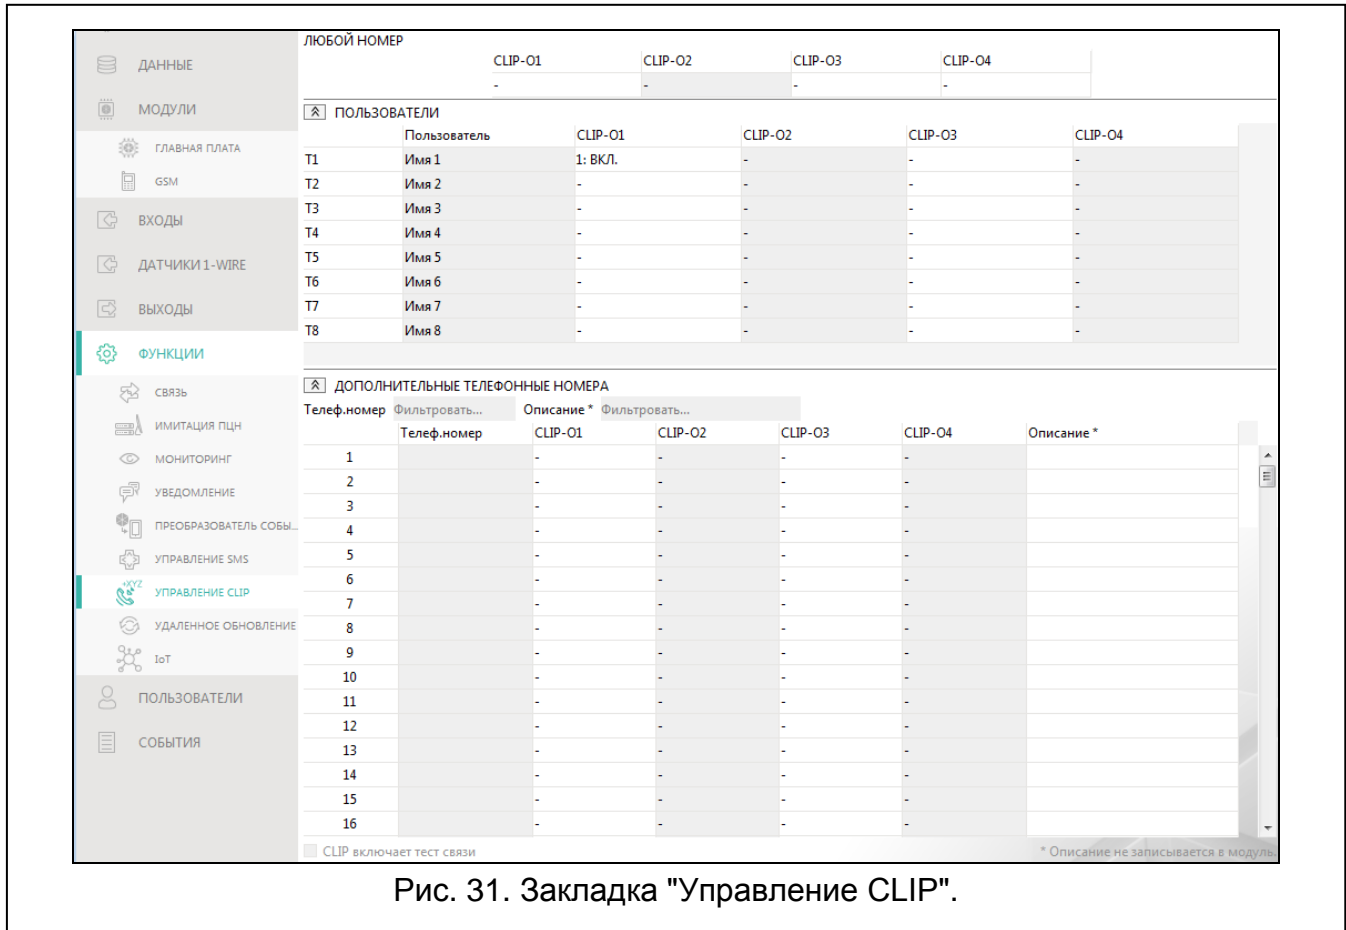 ДАННЫЕ
МОДУЛИ
ГЛАВНАЯ ПЛАТА
GSM
ВХОДЫ
ДАТЧИКИ 1-WIRE
ВЫХОДЫ
ФУНКЦИИ
СВЯЗЬ
ИМИТАЦИЯ ПЦН
МОНИТОРИНГ
УВЕДОМЛЕНИЕ
ПРЕОБРАЗОВАТЕЛЬ СОБЫ...
УПРАВЛЕНИЕ SMS
+XYZ
УПРАВЛЕНИЕ CLIP
УДАЛЕННОЕ ОБНОВЛЕНИЕ
IoT
ПОЛЬЗОВАТЕЛИ
СОБЫТИЯ
ЛЮБОЙ НОМЕР
CLIP-O1 CLIP-O2 CLIP-O3 CLIP-O4
- - - -
ПОЛЬЗОВАТЕЛИ
Пользователь CLIP-O1 CLIP-O2 CLIP-O3 CLIP-O4
T1 Имя 1 1: ВКЛ. - - -
T2 Имя 2 - - - -
T3 Имя 3 - - - -
T4 Имя 4 - - - -
T5 Имя 5 - - - -
T6 Имя 6 - - - -
T7 Имя 7 - - - -
T8 Имя 8 - - - -
ДОПОЛНИТЕЛЬНЫЕ ТЕЛЕФОННЫЕ НОМЕРА
Телеф.номер Фильтровать... Описание * Фильтровать...
Телеф.номер CLIP-O1 CLIP-O2 CLIP-O3 CLIP-O4 Описание *
1 - - - -
2 - - - -
3 - - - -
4 - - - -
5 - - - -
6 - - - -
7 - - - -
8 - - - -
9 - - - -
10 - - - -
11 - - - -
12 - - - -
13 - - - -
14 - - - -
15 - - - -
16 - - - -
CLIP включает тест связи * Описание не записывается в модуль.
Рис. 31. Закладка "Управление CLIP".